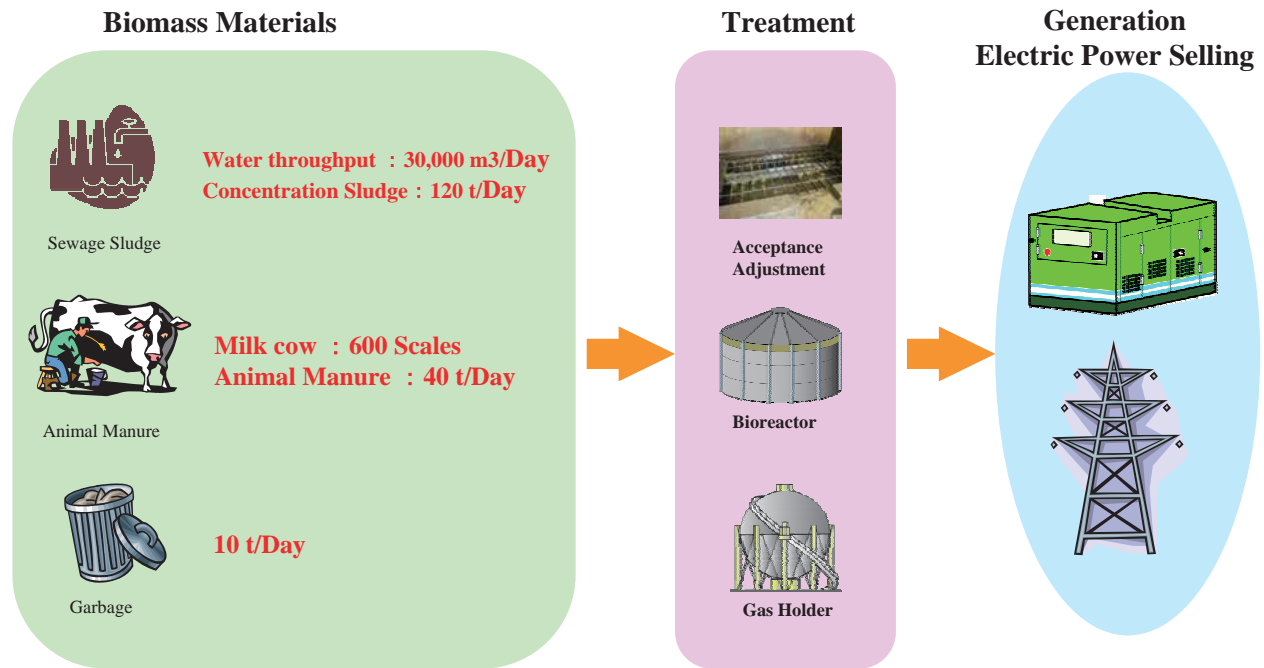 Biomass Materials
Water throughput : 30,000 m3/Day
Concentration Sludge : 120 t/Day
Sewage Sludge
Milk cow : 600 Scales
Animal Manure : 40 t/Day
Animal Manure
10 t/Day
Garbage
Treatment
Acceptance
Adjustment
Bioreactor
Gas Holder
Generation
Electric Power Selling